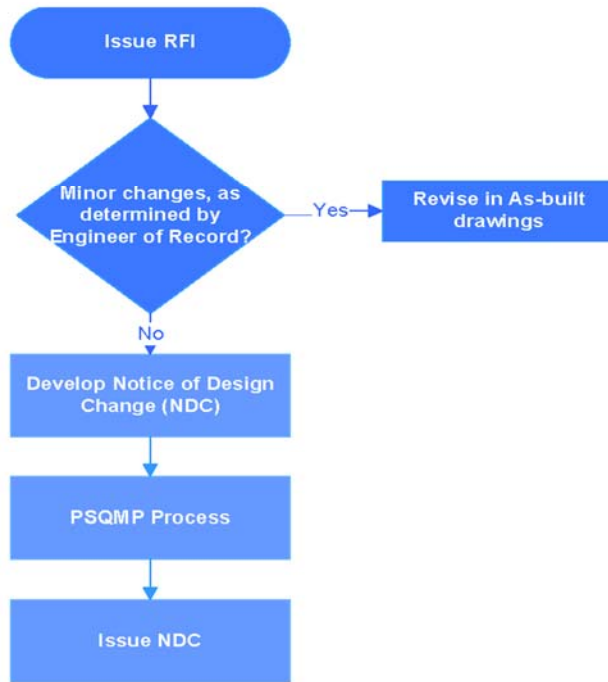 Issue RFI
Minor changes, as
determined by
Engineer of Record?
Yes
Revise in As-built
drawings
No
Develop Notice of Design
Change (NDC)
PSQMP Process
Issue NDC